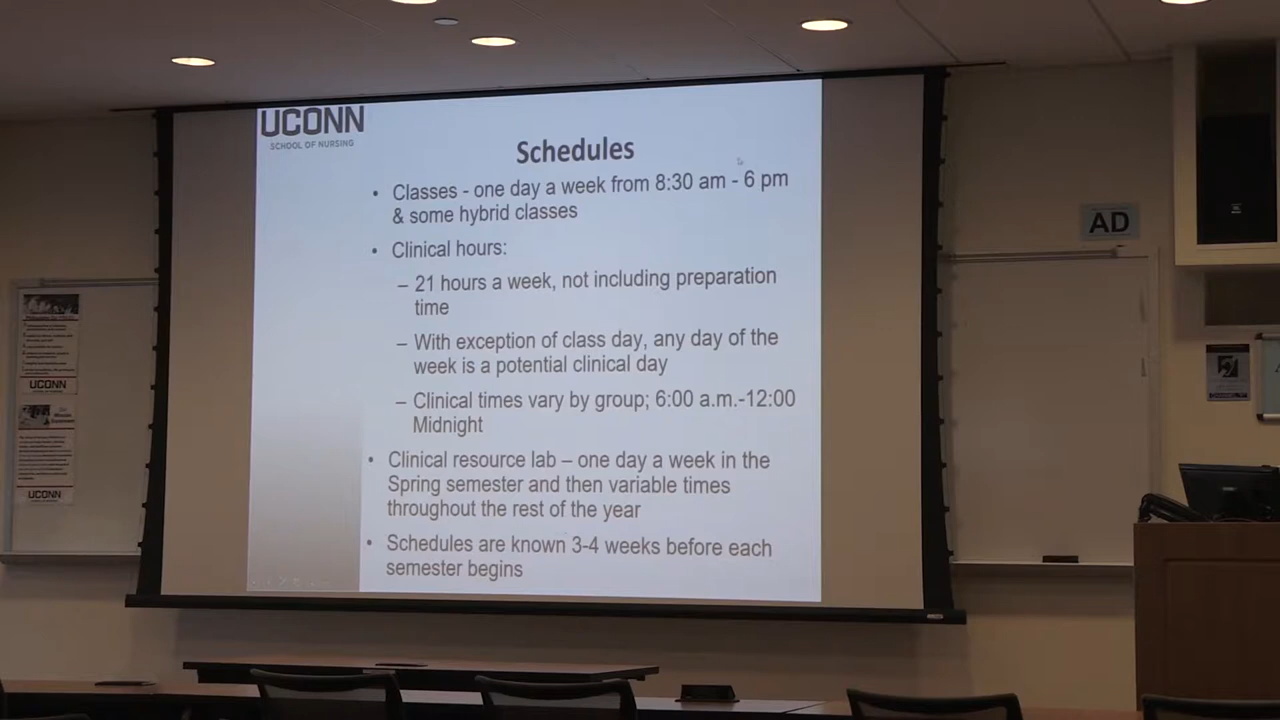 UCONN
SCHOOL OF NURSING
Schedules
• Classes - one day a week from 8:30 am - 6 pm
& some hybrid classes
• Clinical hours:
– 21 hours a week, not including preparation
time
– With exception of class day, any day of the
week is a potential clinical day
– Clinical times vary by group; 6:00 a.m.-12:00
Midnight
• Clinical resource lab – one day a week in the
Spring semester and then variable times
throughout the rest of the year
• Schedules are known 3-4 weeks before each
semester begins
AD
UCONN
UCONN